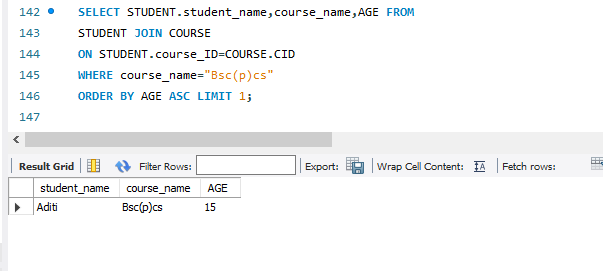 142 SELECT STUDENT.student_name,course_name,AGE FROM
143 STUDENT JOIN COURSE
144 ON STUDENT.course_ID=COURSE.CID
145 WHERE course_name="Bsc(p)cs"
146 ORDER BY AGE ASC LIMIT 1;
147
Result Grid Filter Rows: Export: Wrap Cell Content: IA Fetch rows:
student_name course_name AGE
Aditi Bsc(p)cs 15